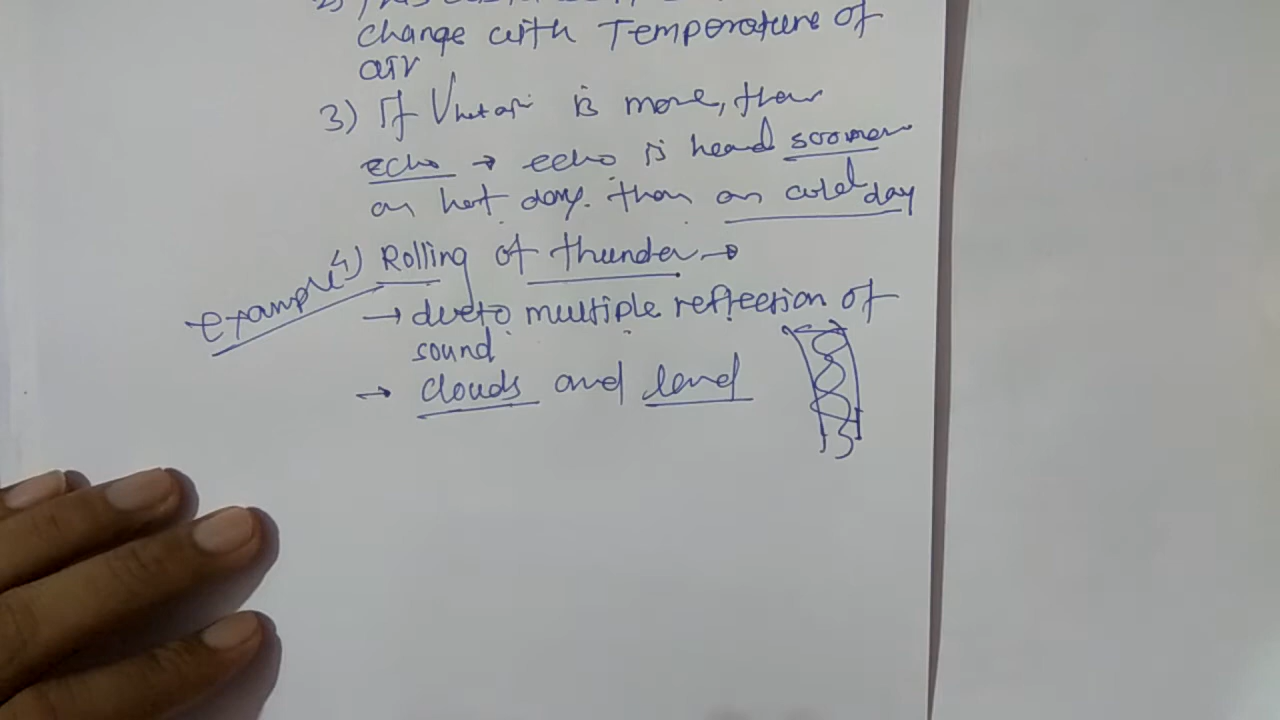 2)
change with Temperature of
air
3) If Vhot air is more, then
echo → echo is heard sooner
on hot day. than on cold day
example 4) Rolling of thunder →
→ due to multiple reflection of
sound
→ clouds and land